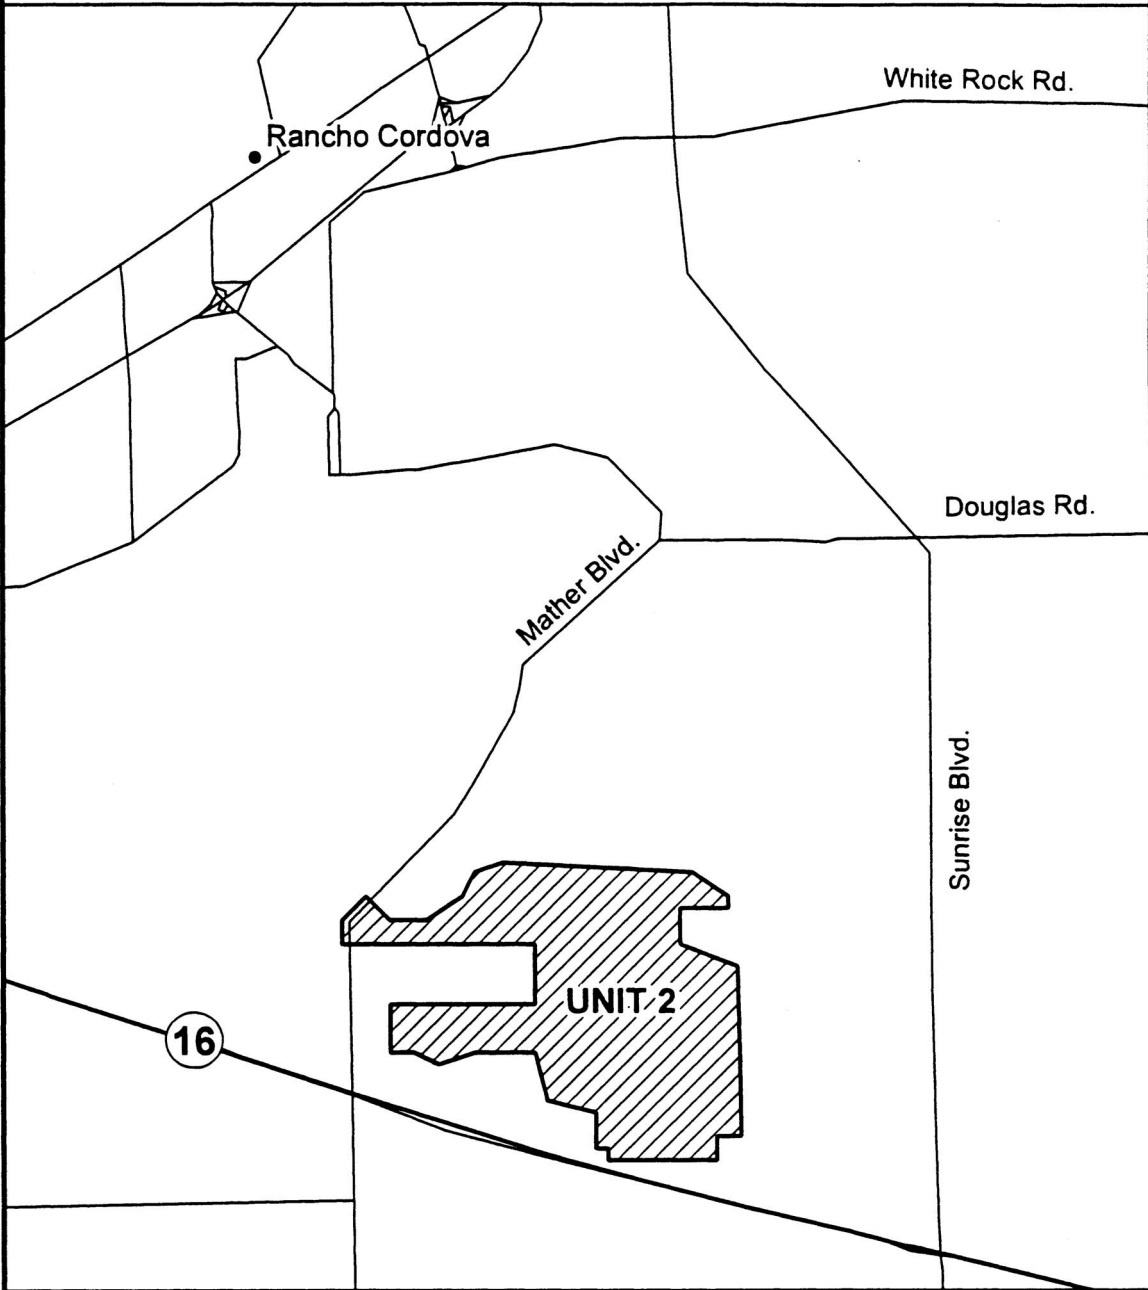 White Rock Rd.
Rancho Cordova
Douglas Rd.
Mather Blvd.
Sunrise Blvd.
UNIT 2
16